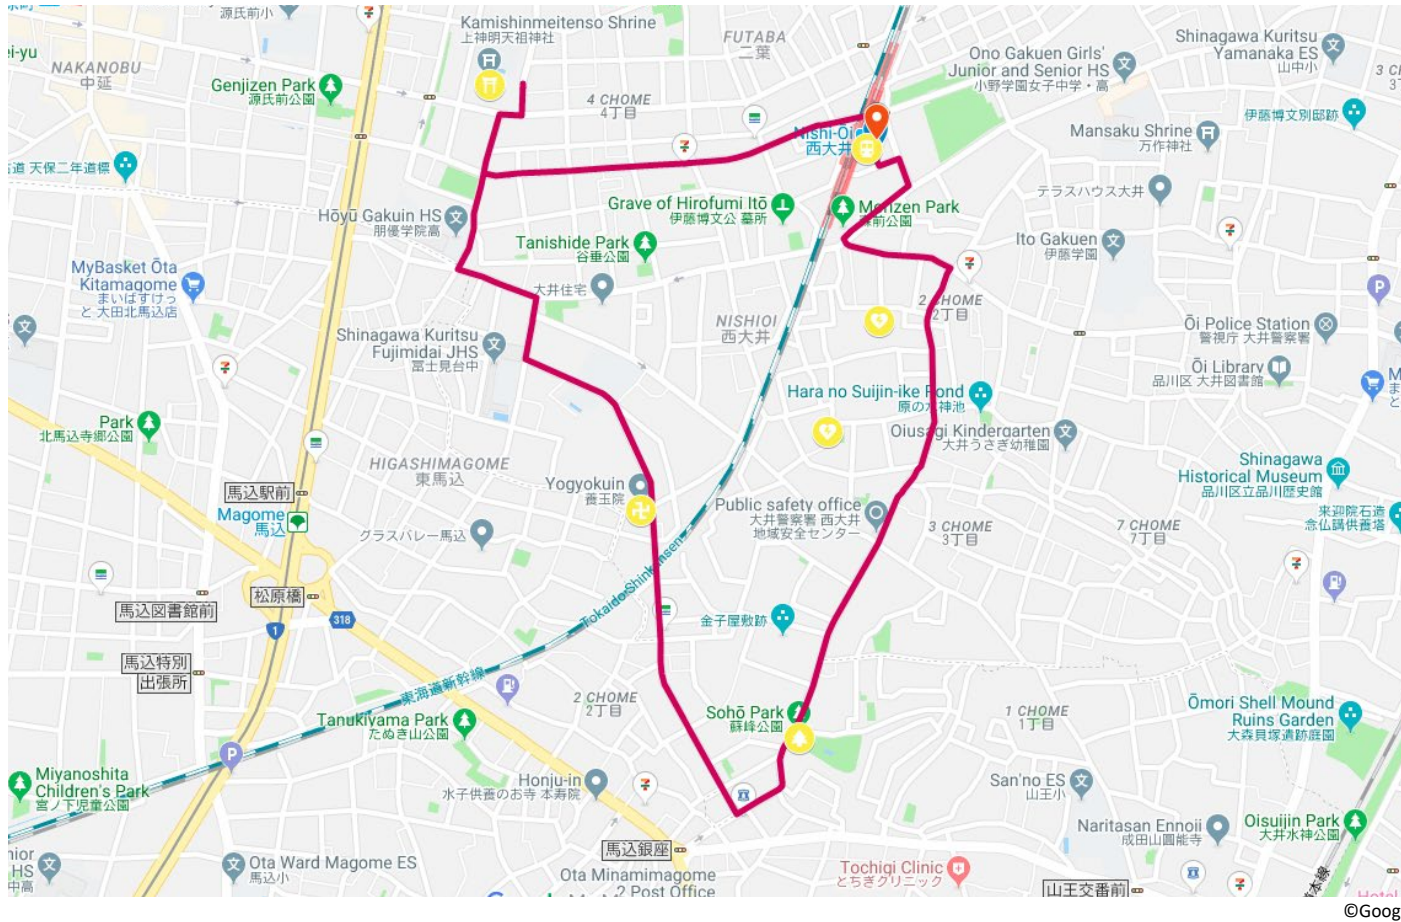 源氏前小
Kamishinmeitenso Shrine
上神明天祖神社
FUTABA
二葉
Ono Gakuen Girls'
Junior and Senior HS
小野学園女子中学・高
Shinagawa Kuritsu
Yamanaka ES
山中小
ei-yu
NAKANOBU
中延
Genjizen Park
源氏前公園
4 CHOME
4丁目
3 C
伊藤博文別邸跡
Mansaku Shrine
万作神社
Nishi-Ōi
西大井
道 天保二年道標
テラスハウス大井
Hōyū Gakuin HS
朋優学院高
Grave of Hirofumi Itō
伊藤博文公 墓所
Park
公園
Tanishide Park
谷垂公園
Ito Gakuen
伊藤学園
MyBasket Ōta
Kitamagome
まいばすけっ
と 大田北馬込店
大井住宅
2 CHOME
2丁目
NISHIOI
西大井
Shinagawa Kuritsu
Fujimidai JHS
冨士見台中
Ōi Police Station
警視庁 大井警察署
Ōi Library
品川区 大井図書館
Hara no Suijin-ike Pond
原の水神池
Park
北馬込寺郷公園
Oiusagi Kindergarten
大井うさぎ幼稚園
HIGASHIMAGOME
東馬込
Shinagawa
Historical Museum
品川区立品川歴史館
馬込駅前
Magome
馬込
Yogyokuin
養玉院
Public safety office
大井警察署 西大井
地域安全センター
3 CHOME
3丁目
7 CHOME
7丁目
来迎院石造
念仏講供養塔
グラスバレー馬込
Tokaido Shinkansen
松原橋
馬込図書館前
318
1
金子屋敷跡
馬込特別
出張所
東海道新幹線
2 CHOME
2丁目
Sohō Park
蘇峰公園
1 CHOME
1丁目
Ōmori Shell Mound
Ruins Garden
大森貝塚遺跡庭園
Tanukiyama Park
たぬき山公園
P
P
Miyanoshita
Children's Park
宮ノ下児童公園
Honju-in
水子供養のお寺 本寿院
San'no ES
山王小
Naritasan Ennoji
成田山圓能寺
Oisuijin Park
大井水神公園
馬込銀座
nior
HS
中高
Ota Ward Magome ES
馬込小
Ota Minamimagome
2 Post Office
Tochigi Clinic
とちぎクリニック
山王交番前
本線
Hotel
©Goog